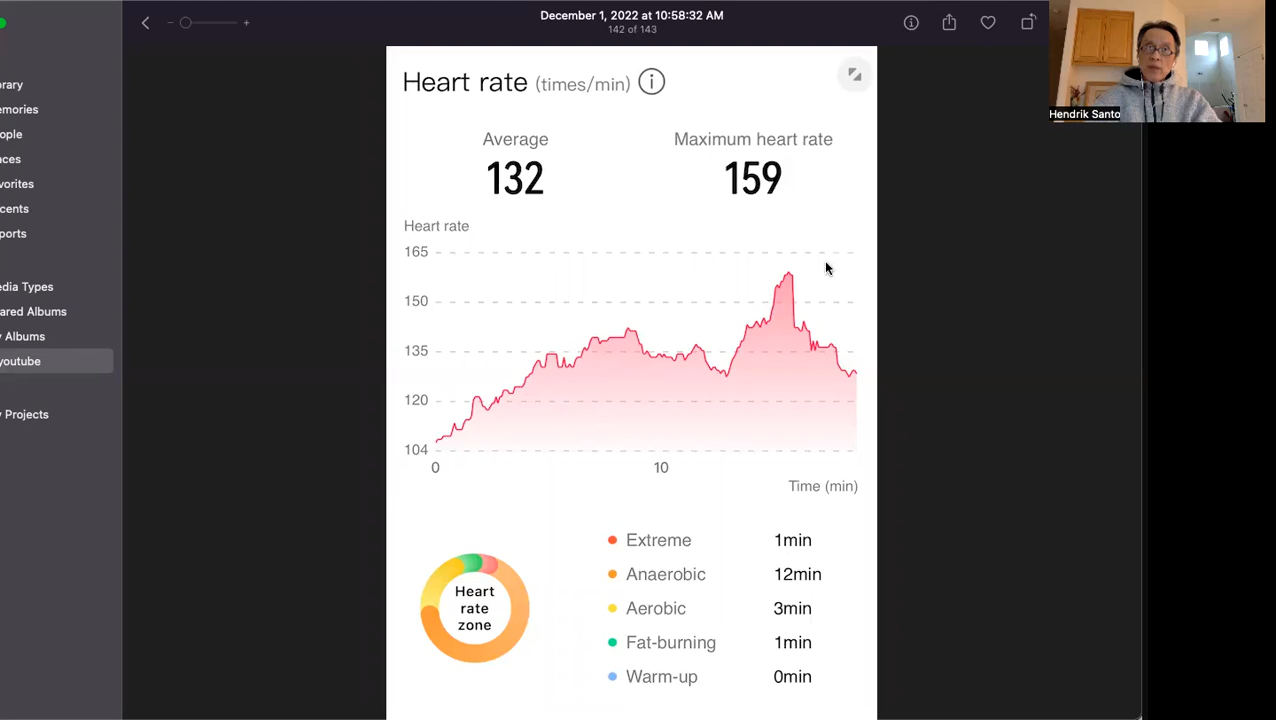 December 1, 2022 at 10:58:32 AM
142 of 143
brary
emories
ople
aces
vorites
cents
ports
edia Types
ared Albums
y Albums
youtube
y Projects
Heart rate (times/min)
Average
132
Maximum heart rate
159
Heart rate
165
150
135
120
104
0
10
Time (min)
Heart rate zone
Extreme 1min
Anaerobic 12min
Aerobic 3min
Fat-burning 1min
Warm-up 0min
Hendrik Santo